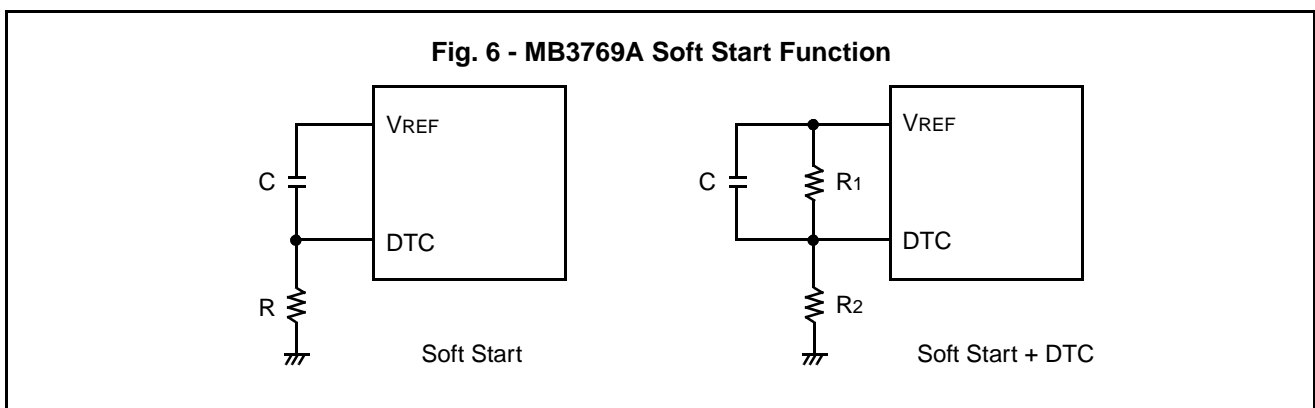 Fig. 6 - MB3769A Soft Start Function
VREF
C
DTC
R
Soft Start
VREF
C
R1
DTC
R2
Soft Start + DTC